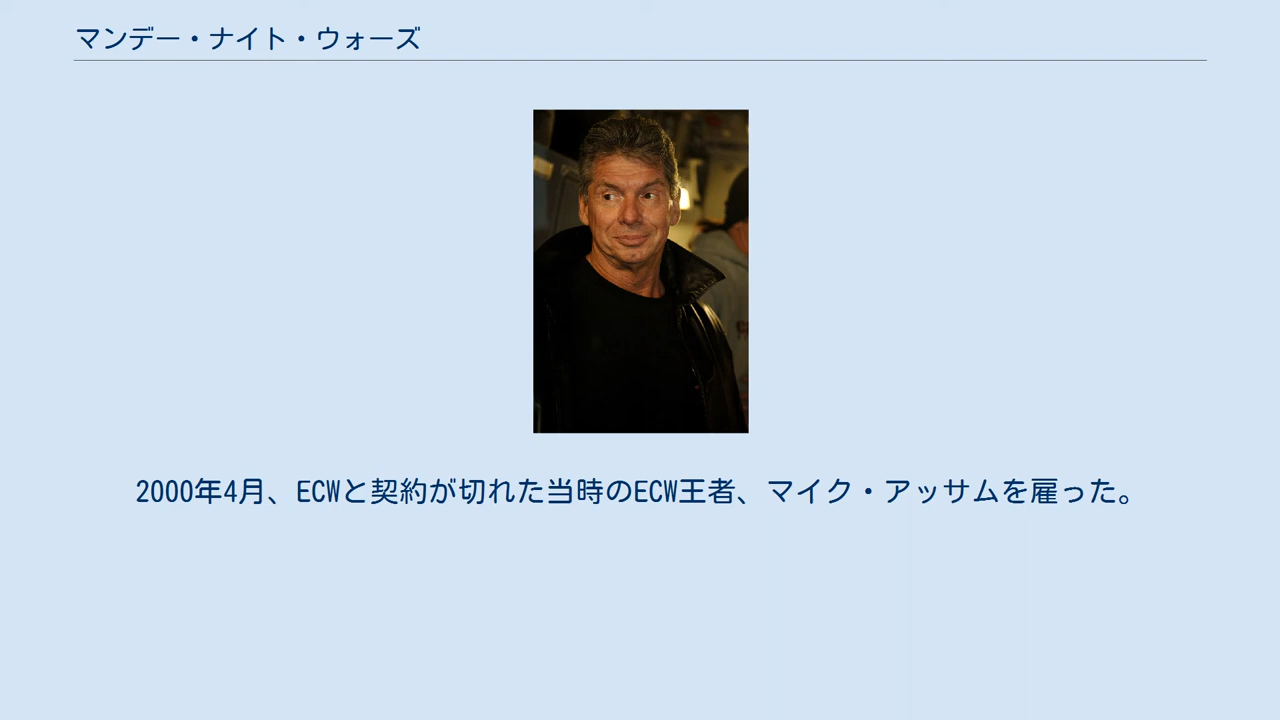 マンデー・ナイト・ウォーズ
2000年4月、ECWと契約が切れた当時のECW王者、マイク・アッサムを雇った。